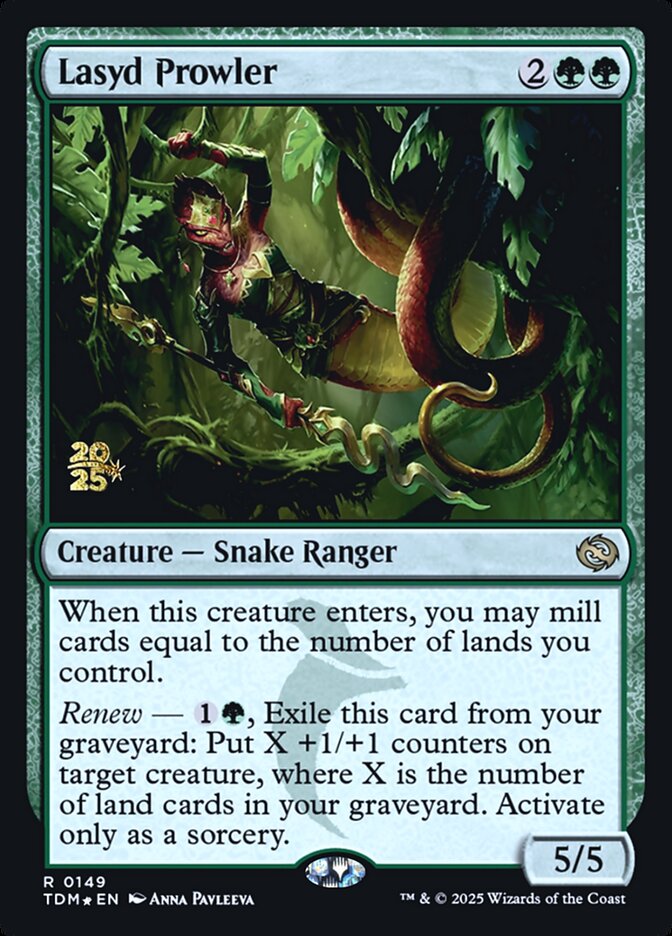 Lasyd Prowler 2
20
25
Creature — Snake Ranger
When this creature enters, you may mill
cards equal to the number of lands you
control.
Renew — 1 , Exile this card from your
graveyard: Put X +1/+1 counters on
target creature, where X is the number
of land cards in your graveyard. Activate
only as a sorcery.
5/5
R 0149
TDM★EN Anna Pavleeva
™ & © 2025 Wizards of the Coast